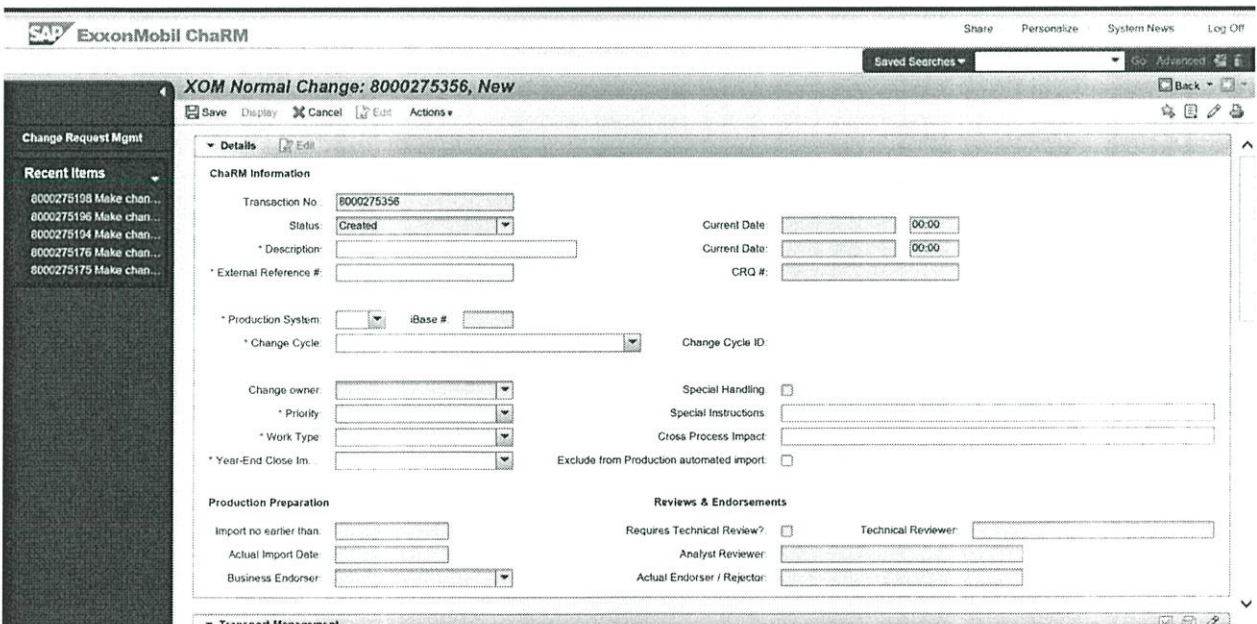 SAP ExxonMobil ChaRM
Share Personalize System News Log Off
Saved Searches Go Advanced
XOM Normal Change: 8000275356, New
Back
Save Display Cancel Edit Actions
Change Request Mgmt
Details Edit
Recent Items
8000275198 Make chan...
8000275196 Make chan...
8000275194 Make chan...
8000275176 Make chan...
8000275175 Make chan...
ChaRM Information
Transaction No.: 8000275356
Status: Created
Current Date: 00:00
* Description:
Current Date: 00:00
* External Reference #:
CRQ #:
* Production System:
iBase #:
* Change Cycle:
Change Cycle ID:
Change owner:
Special Handling:
* Priority:
Special Instructions:
* Work Type:
Cross Process Impact:
* Year-End Close Im...
Exclude from Production automated import:
Production Preparation
Reviews & Endorsements
Import no earlier than:
Requires Technical Review?:
Technical Reviewer:
Actual Import Date:
Analyst Reviewer:
Business Endorser:
Actual Endorser / Rejector:
Transport Management